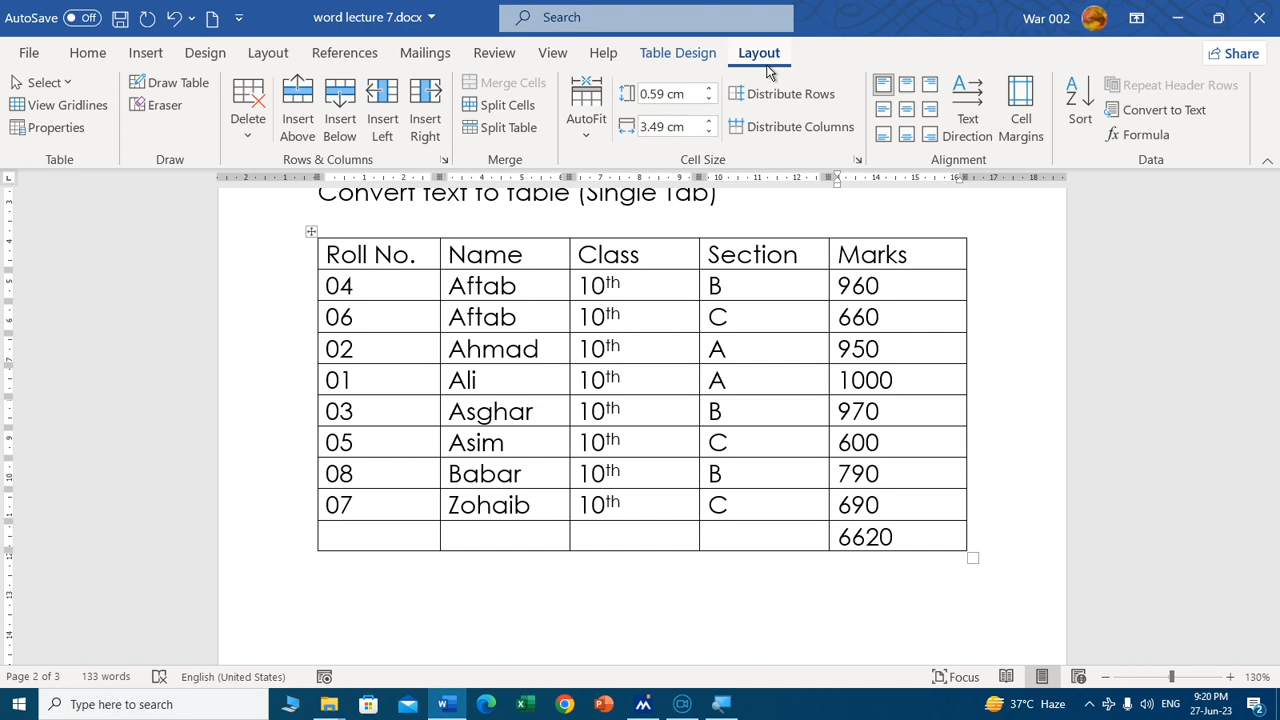 AutoSave Off word lecture 7.docx Search War 002
File Home Insert Design Layout References Mailings Review View Help Table Design Layout Share
Select Draw Table Merge Cells 0.59 cm Distribute Rows Repeat Header Rows
View Gridlines Eraser Split Cells Convert to Text
Properties Split Table 3.49 cm Distribute Columns Formula
Delete Insert Above Insert Below Insert Left Insert Right AutoFit Text Direction Cell Margins Sort
Table Draw Rows & Columns Merge Cell Size Alignment Data
Convert text to table (Single Tab)
Roll No. Name Class Section Marks
04 Aftab 10th B 960
06 Aftab 10th C 660
02 Ahmad 10th A 950
01 Ali 10th A 1000
03 Asghar 10th B 970
05 Asim 10th C 600
08 Babar 10th B 790
07 Zohaib 10th C 690
6620
Page 2 of 3 133 words English (United States) Focus 130%
Type here to search 37°C Haze ENG 9:20 PM
27-Jun-23 2